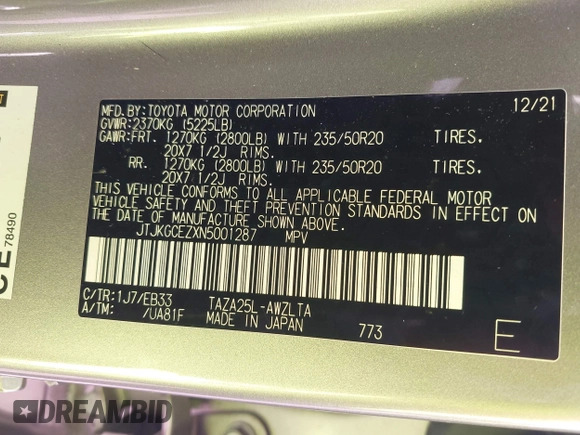 MFD.BY:TOYOTA MOTOR CORPORATION 12/21
GVWR:2370KG (5225LB)
GAWR:FRT. 1270KG (2800LB) WITH 235/50R20 TIRES.
20X7 1/2J RIMS.
RR. 1270KG (2800LB) WITH 235/50R20 TIRES.
20X7 1/2J RIMS.
THIS VEHICLE CONFORMS TO ALL APPLICABLE FEDERAL MOTOR
VEHICLE SAFETY AND THEFT PREVENTION STANDARDS IN EFFECT ON
THE DATE OF MANUFACTURE SHOWN ABOVE.
JTJKGCEZXN5001287 MPV
C/TR:1J7/EB33 TAZA25L-AWZLTA
A/TM: /UA81F MADE IN JAPAN 773 E
78490
DREAMBID